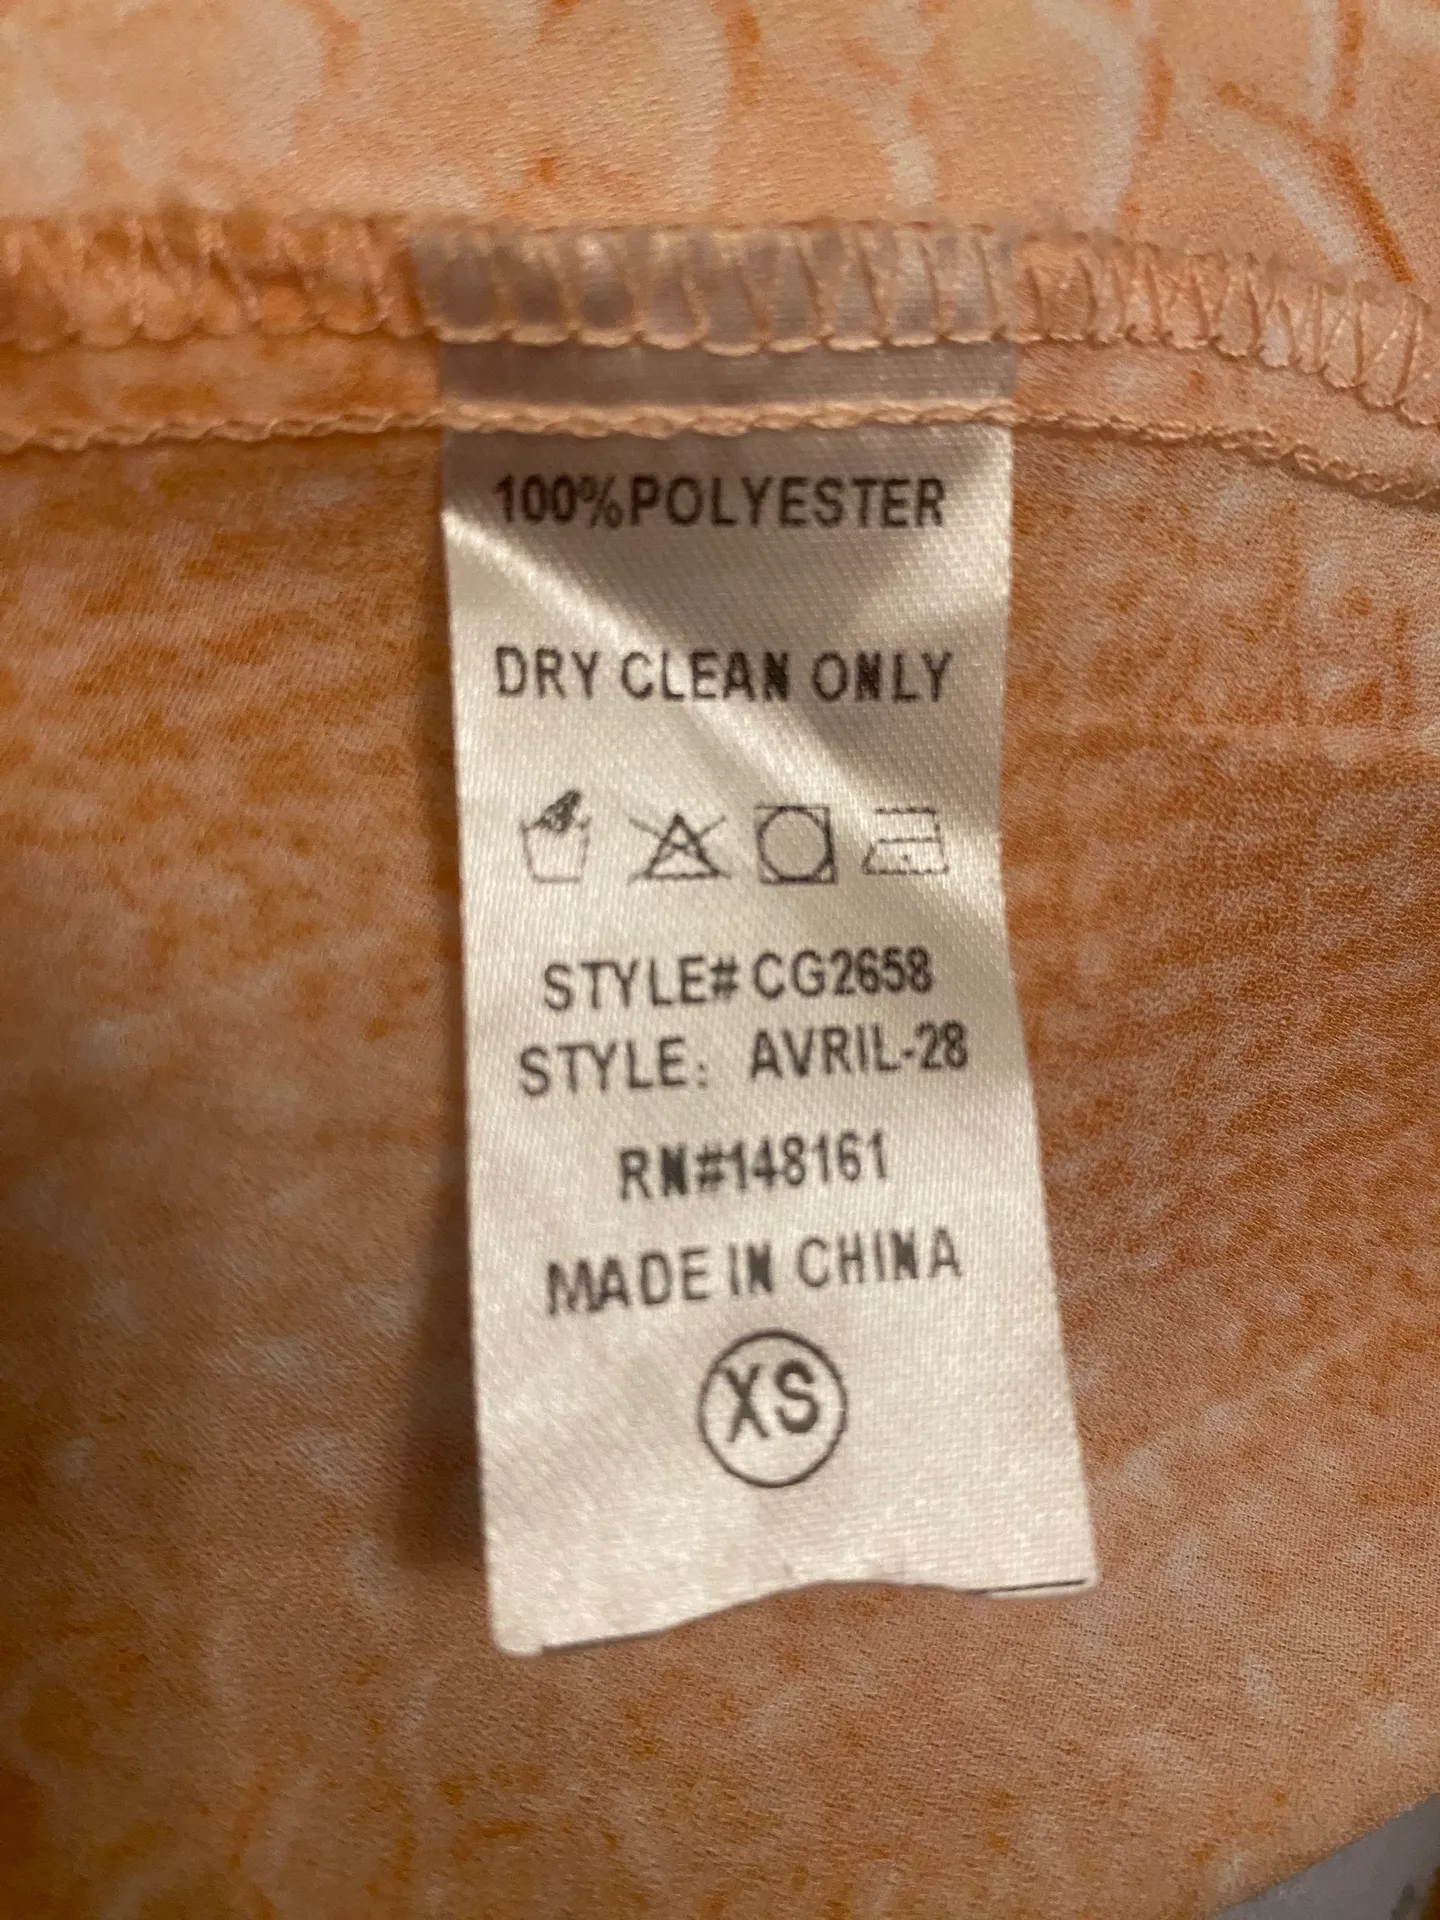 100%POLYESTER
DRY CLEAN ONLY
STYLE# CG2658
STYLE: AVRIL-28
RN#148161
MADE IN CHINA
XS